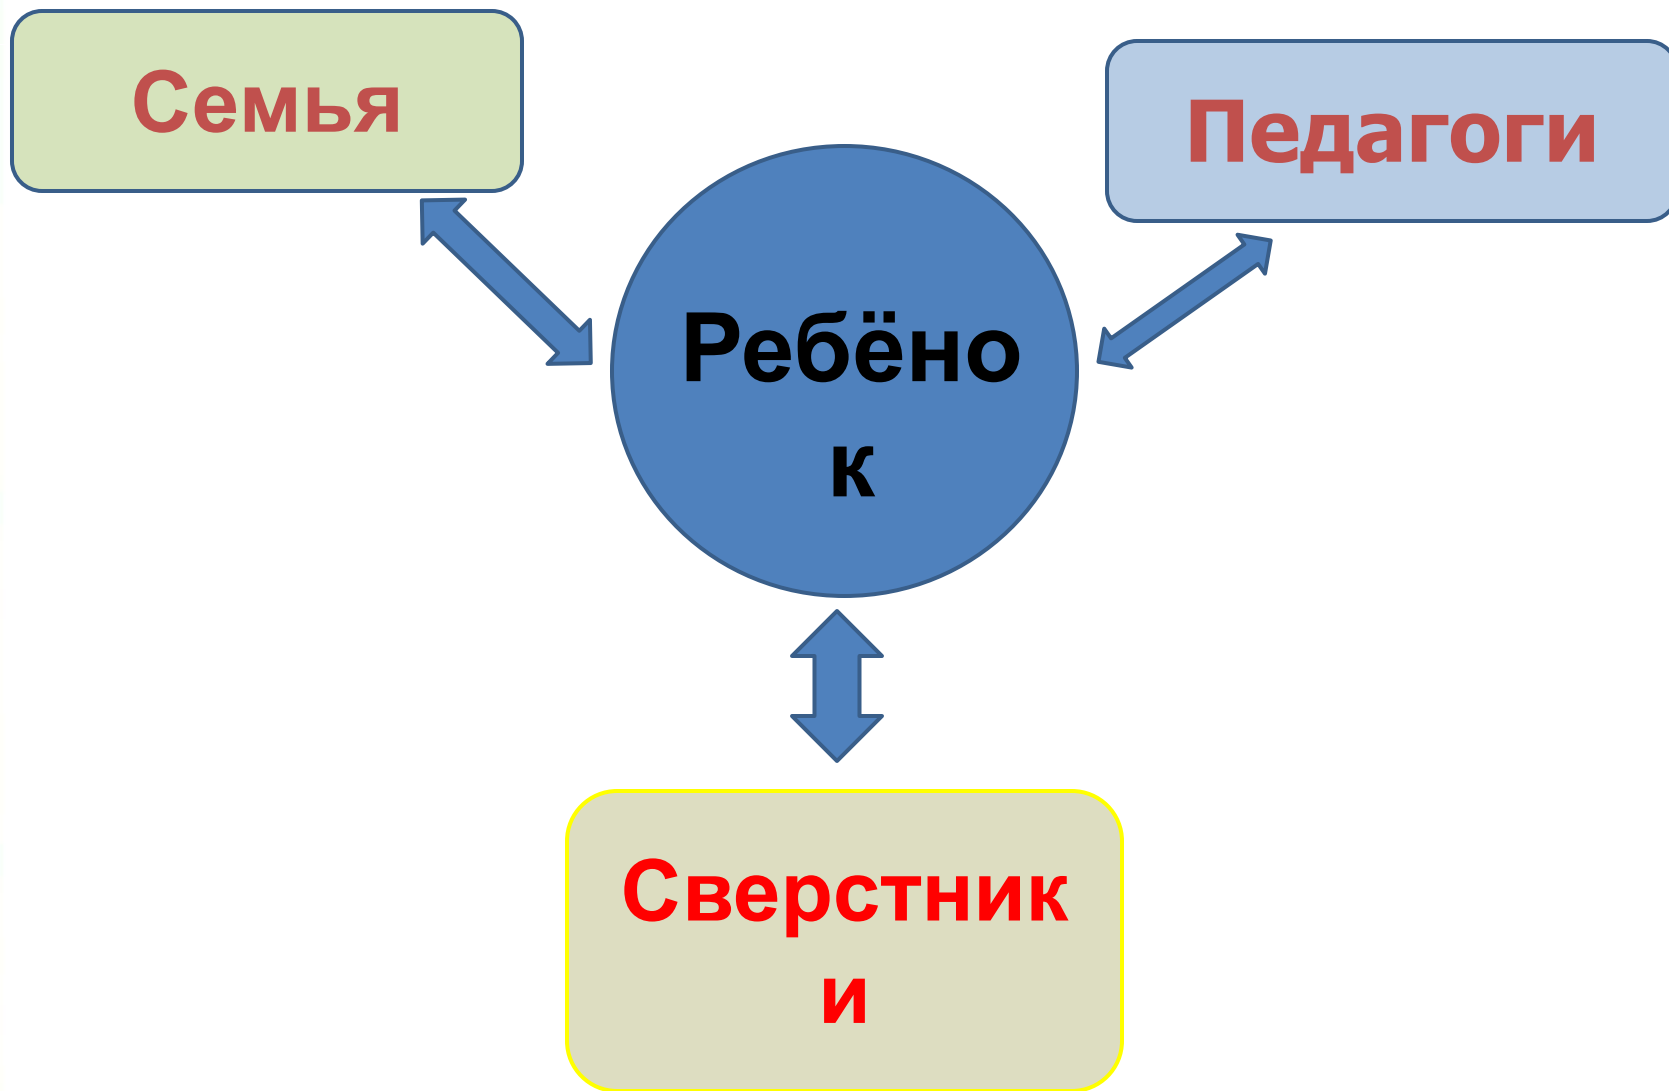 Семья
Педагоги
Ребёно
к
Сверстник
и